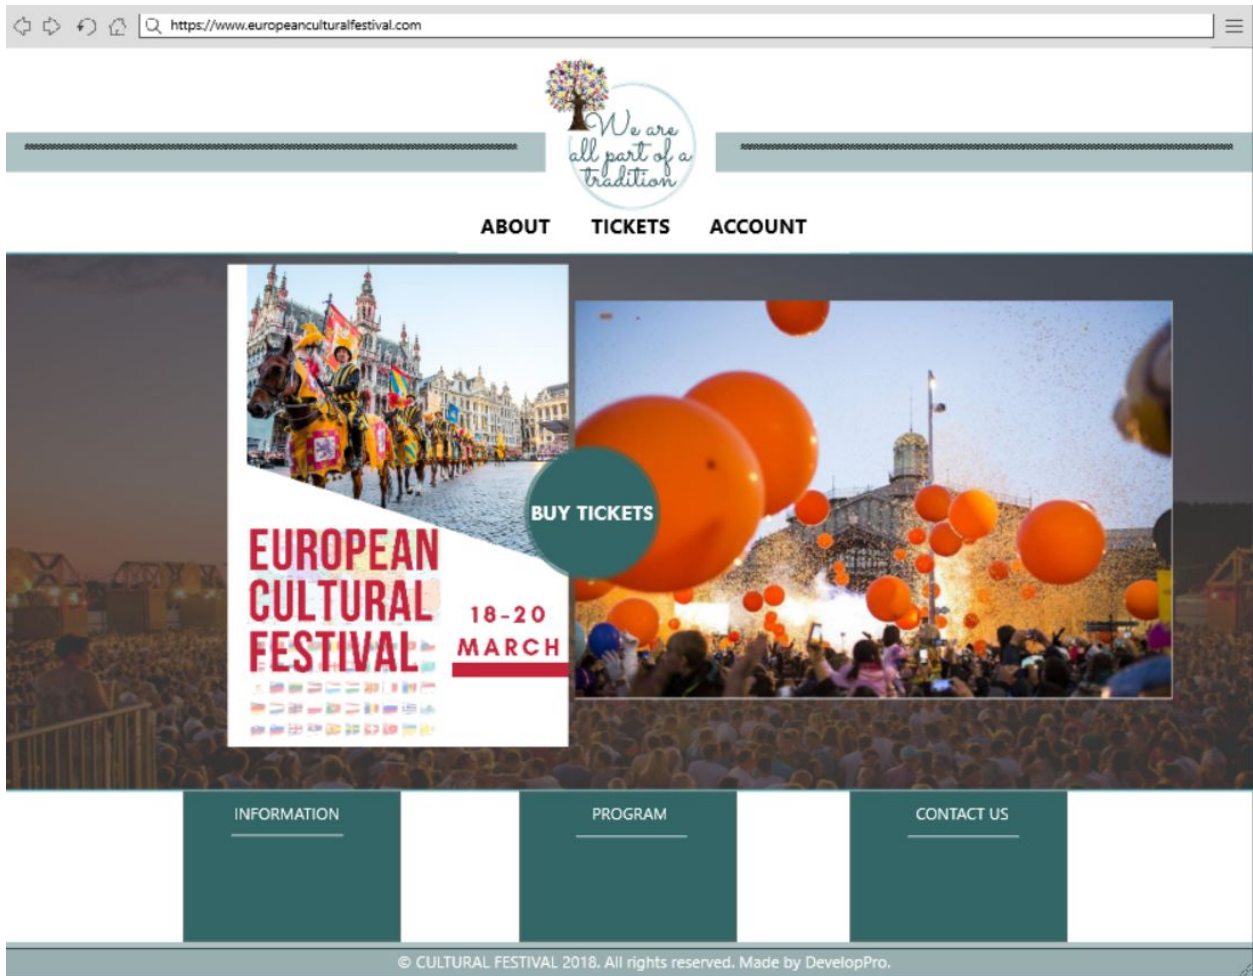 https://www.europeanculturalfestival.com
We are
all part of a
tradition
ABOUT TICKETS ACCOUNT
EUROPEAN
CULTURAL
FESTIVAL
18-20
MARCH
BUY TICKETS
INFORMATION PROGRAM CONTACT US
© CULTURAL FESTIVAL 2018. All rights reserved. Made by DevelopPro.